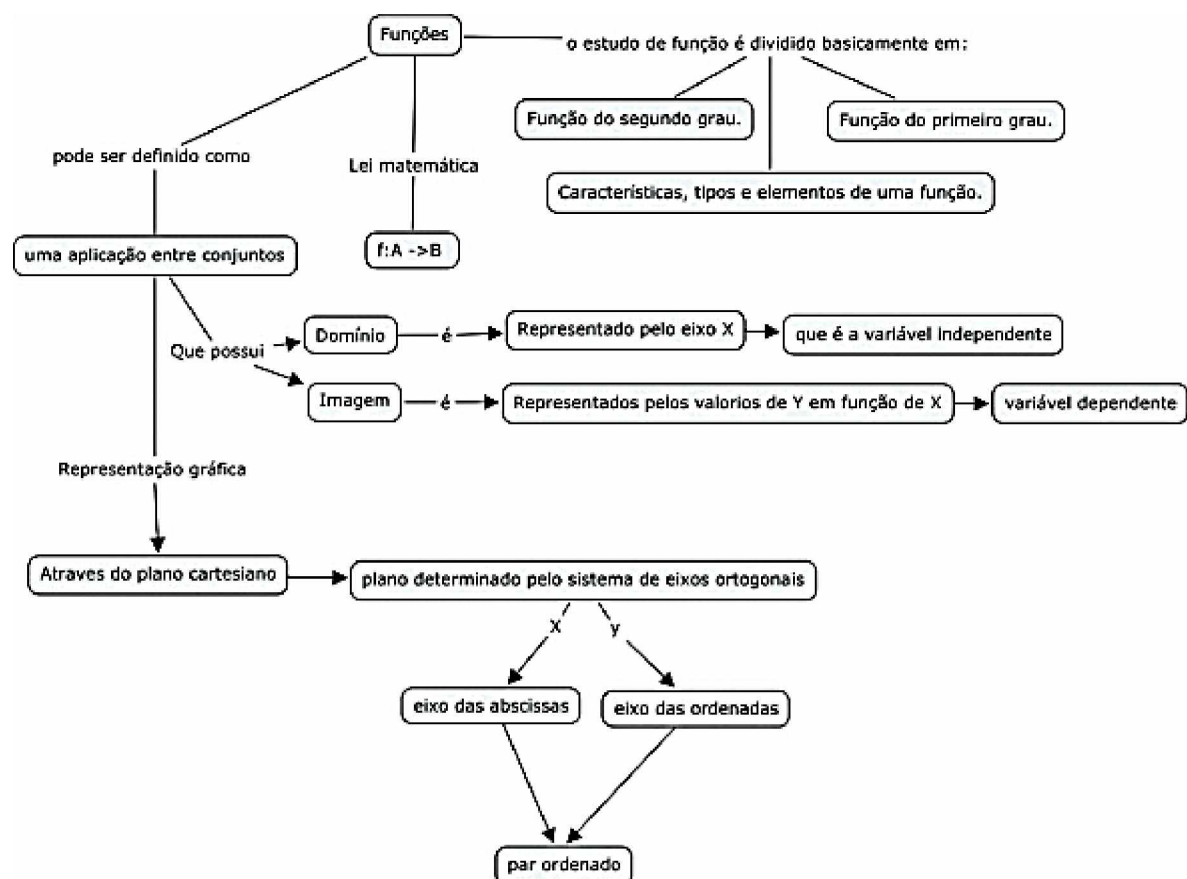 Funções
o estudo de função é dividido basicamente em:
Função do segundo grau.
Função do primeiro grau.
pode ser definido como
Lei matemática
Características, tipos e elementos de uma função.
uma aplicação entre conjuntos
f:A ->B
Que possui
Domínio
é
Representado pelo eixo X
que é a variável independente
Imagem
é
Representados pelos valorios de Y em função de X
variável dependente
Representação gráfica
Atraves do plano cartesiano
plano determinado pelo sistema de eixos ortogonais
X
y
eixo das abscissas
eixo das ordenadas
par ordenado